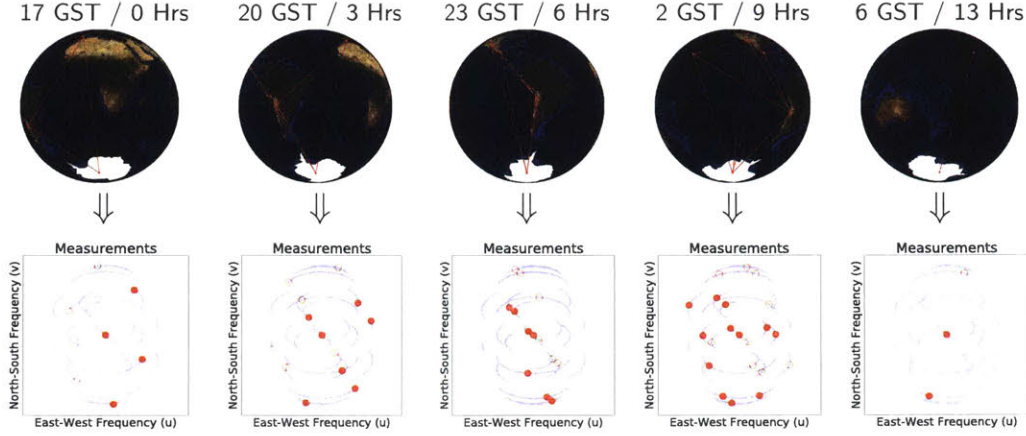 17 GST / 0 Hrs
20 GST / 3 Hrs
23 GST / 6 Hrs
2 GST / 9 Hrs
6 GST / 13 Hrs
Measurements
Measurements
Measurements
Measurements
Measurements
North-South Frequency (v)
North-South Frequency (v)
North-South Frequency (v)
North-South Frequency (v)
North-South Frequency (v)
East-West Frequency (u)
East-West Frequency (u)
East-West Frequency (u)
East-West Frequency (u)
East-West Frequency (u)